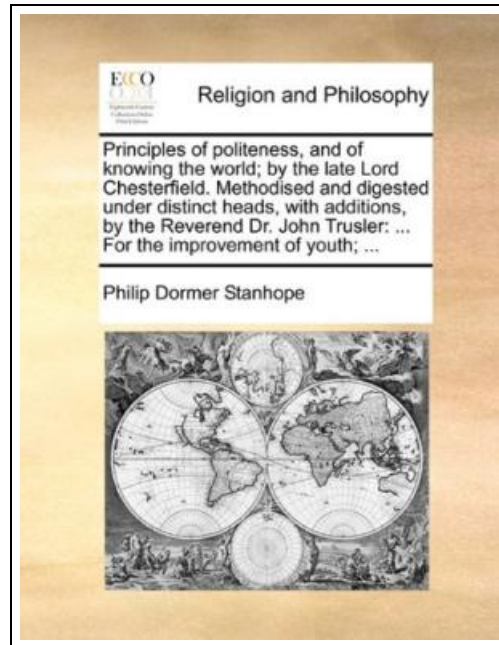 ECCO
Religion and Philosophy
Principles of politeness, and of
knowing the world; by the late Lord
Chesterfield. Methodised and digested
under distinct heads, with additions,
by the Reverend Dr. John Trusler: ...
For the improvement of youth; ...
Philip Dormer Stanhope